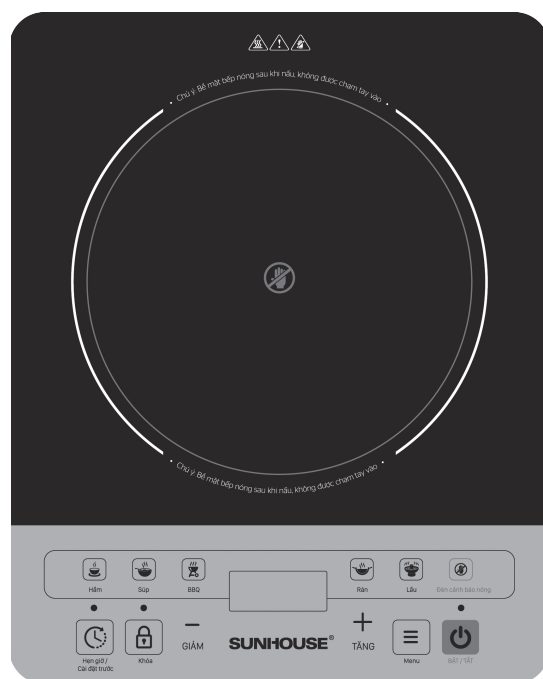 • Chú ý: Bề mặt bếp nóng sau khi nấu, không được chạm tay vào •
• Chú ý: Bề mặt bếp nóng sau khi nấu, không được chạm tay vào •
Hâm
Súp
BBQ
Rán
Lẩu
Dán cảnh báo nóng
GIẢM
SUNHOUSE®
TĂNG
Hẹn giờ /
Cài đặt trước
Khóa
Menu
BẬT / TẮT